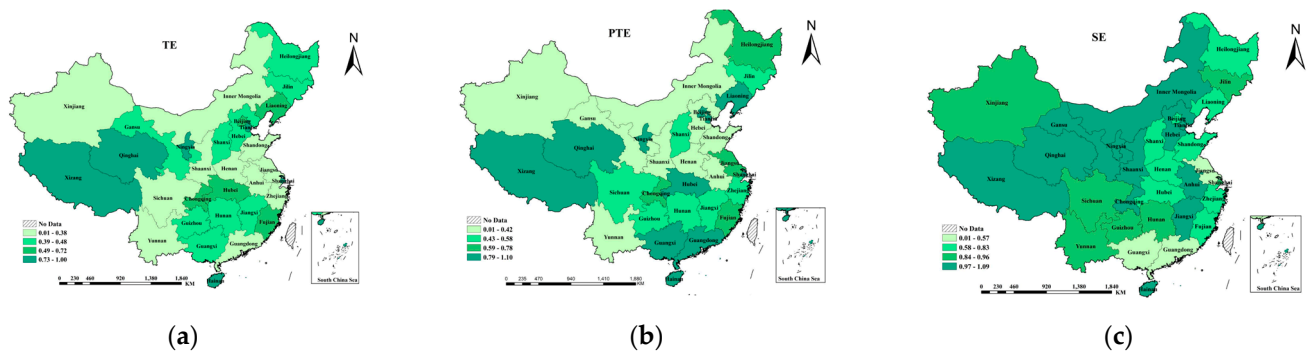 TE
N
Heilongjiang
Jilin
Liaoning
Inner Mongolia
Xinjiang
Gansu
Beijing
Tianjin
Hebei
Shanxi
Shandong
Ningxia
Qinghai
Shaanxi
Henan
Jiangsu
Anhui
Shanghai
Xizang
Sichuan
Chongqing
Hubei
Zhejiang
Hunan
Jiangxi
Guizhou
Fujian
Yunnan
Guangxi
Guangdong
Hainan
No Data
0.01 - 0.38
0.39 - 0.48
0.49 - 0.72
0.73 - 1.00
0 230 460 920 1,380 1,840
KM
South China Sea
(a)
PTE
N
Heilongjiang
Jilin
Liaoning
Inner Mongolia
Xinjiang
Gansu
Beijing
Tianjin
Hebei
Shanxi
Shandong
Ningxia
Qinghai
Shaanxi
Henan
Jiangsu
Anhui
Shanghai
Xizang
Sichuan
Chongqing
Hubei
Zhejiang
Hunan
Jiangxi
Guizhou
Fujian
Yunnan
Guangxi
Guangdong
Hainan
No Data
0.01 - 0.42
0.43 - 0.58
0.59 - 0.78
0.79 - 1.10
0 235 470 940 1,410 1,880
KM
South China Sea
(b)
SE
N
Heilongjiang
Jilin
Liaoning
Inner Mongolia
Xinjiang
Gansu
Beijing
Tianjin
Hebei
Shanxi
Shandong
Ningxia
Qinghai
Shaanxi
Henan
Jiangsu
Anhui
Shanghai
Xizang
Sichuan
Chongqing
Hubei
Zhejiang
Hunan
Jiangxi
Guizhou
Fujian
Yunnan
Guangxi
Guangdong
Hainan
No Data
0.01 - 0.57
0.58 - 0.83
0.84 - 0.96
0.97 - 1.09
0 230 460 920 1,380 1,840
KM
South China Sea
(c)